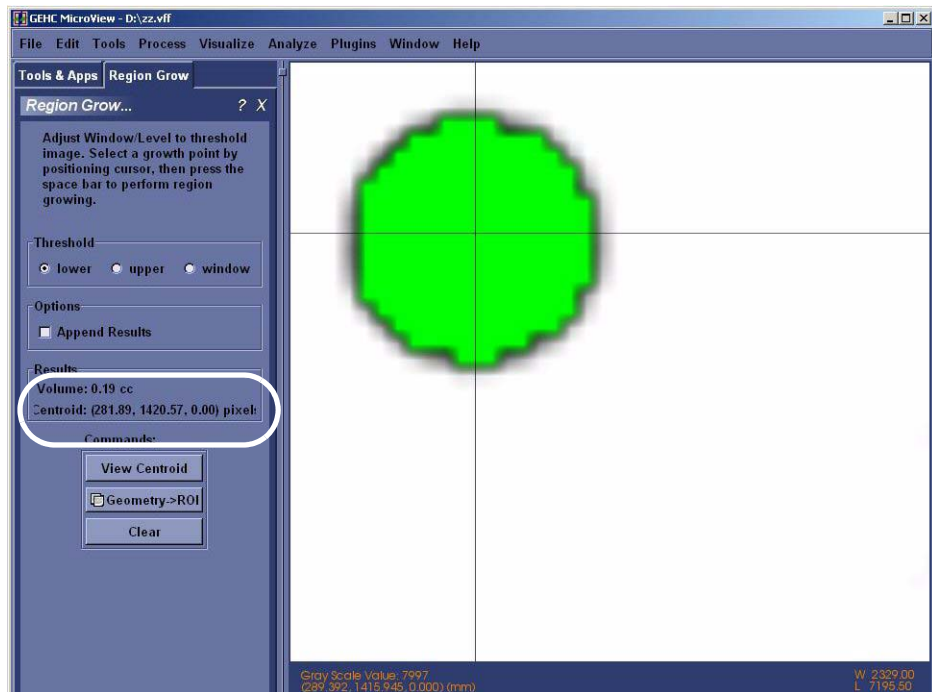 GEHC MicroView - D:\zz.vff
File Edit Tools Process Visualize Analyze Plugins Window Help
Tools & Apps Region Grow
Region Grow... ? X
Adjust Window/Level to threshold
image. Select a growth point by
positioning cursor, then press the
space bar to perform region
growing.
Threshold
lower upper window
Options
Append Results
Results
Volume: 0.19 cc
Centroid: (281.89, 1420.57, 0.00) pixels
Commands:
View Centroid
Geometry->ROI
Clear
Gray Scale Value: 7997
(289.392, 1415.945, 0.000) (mm)
W 2329.00
L 7195.50